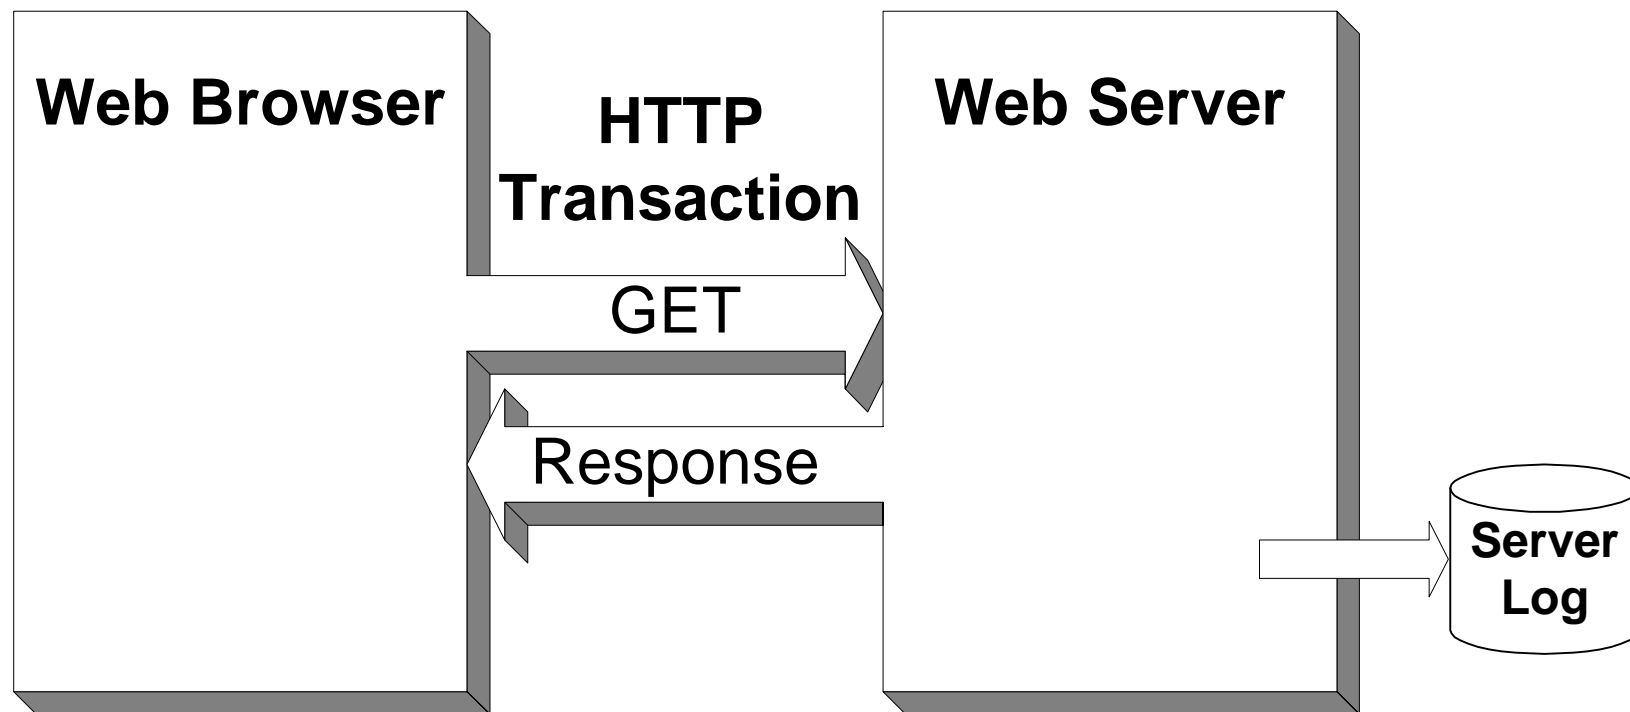 Web Browser
HTTP
Transaction
GET
Response
Web Server
Server
Log